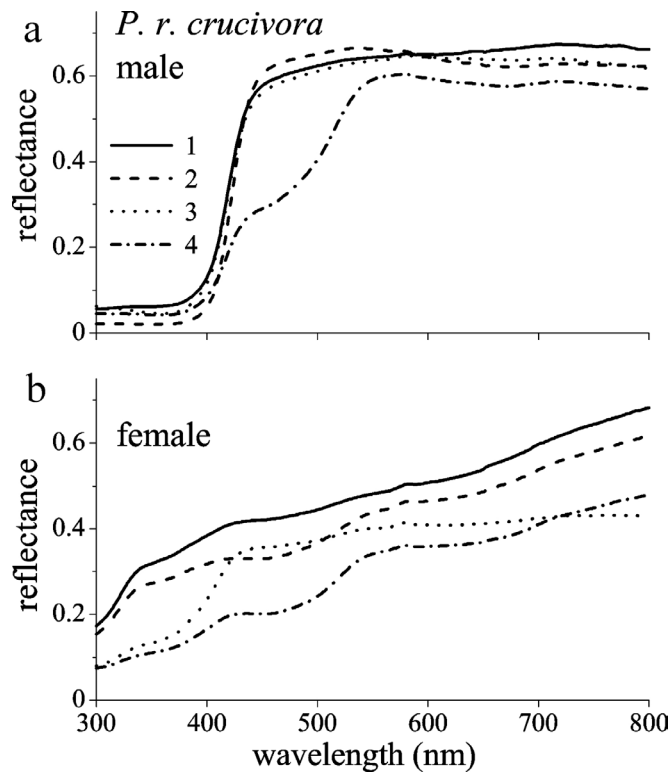 a
P. r. crucivora
male
1
2
3
4
reflectance
0.6
0.4
0.2
0
b
female
reflectance
0.6
0.4
0.2
0
300 400 500 600 700 800
wavelength (nm)